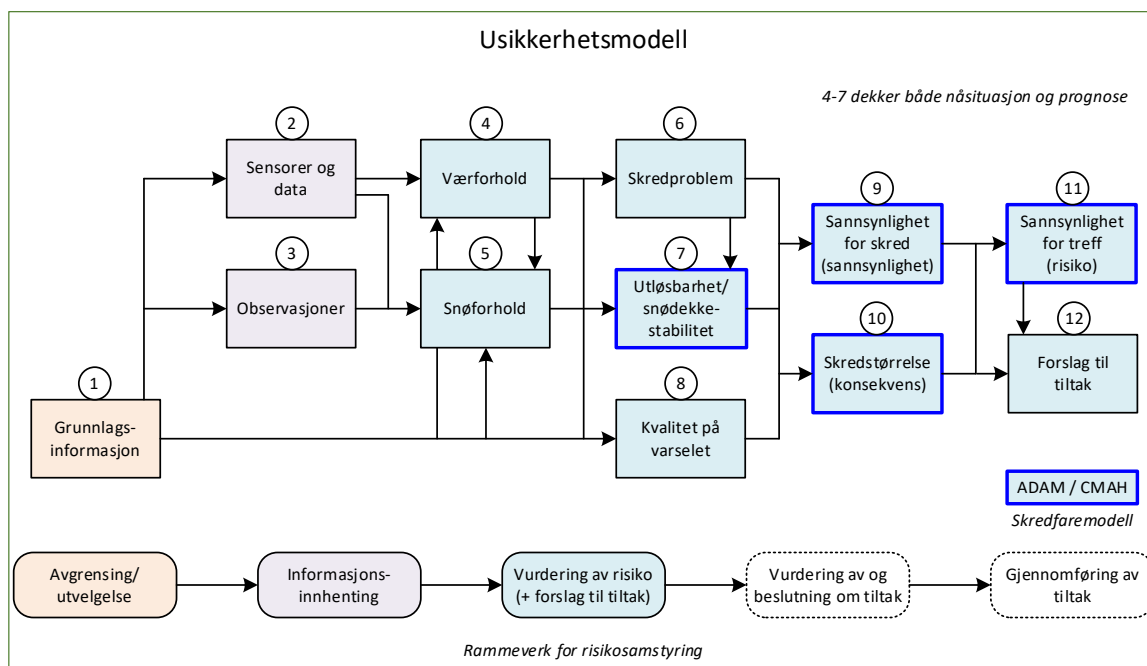 Usikkerhetsmodell
4-7 dekker både nåsituasjon og prognose
2
Sensorer og
data
4
Værforhold
6
Skredproblem
3
Observasjoner
5
Snøforhold
7
Utløsbarhet/
snødekke-
stabilitet
9
Sannsynlighet
for skred
(sannsynlighet)
11
Sannsynlighet
for treff
(risiko)
1
Grunnlags-
informasjon
8
Kvalitet på
varselet
10
Skredstørrelse
(konsekvens)
12
Forslag til
tiltak
ADAM / CMAH
Skredfaremodell
Avgrensing/
utvelgelse
Informasjons-
innhenting
Vurdering av risiko
(+ forslag til tiltak)
Vurdering av og
beslutning om tiltak
Gjennomføring av
tiltak
Rammeverk for risikosamstyring